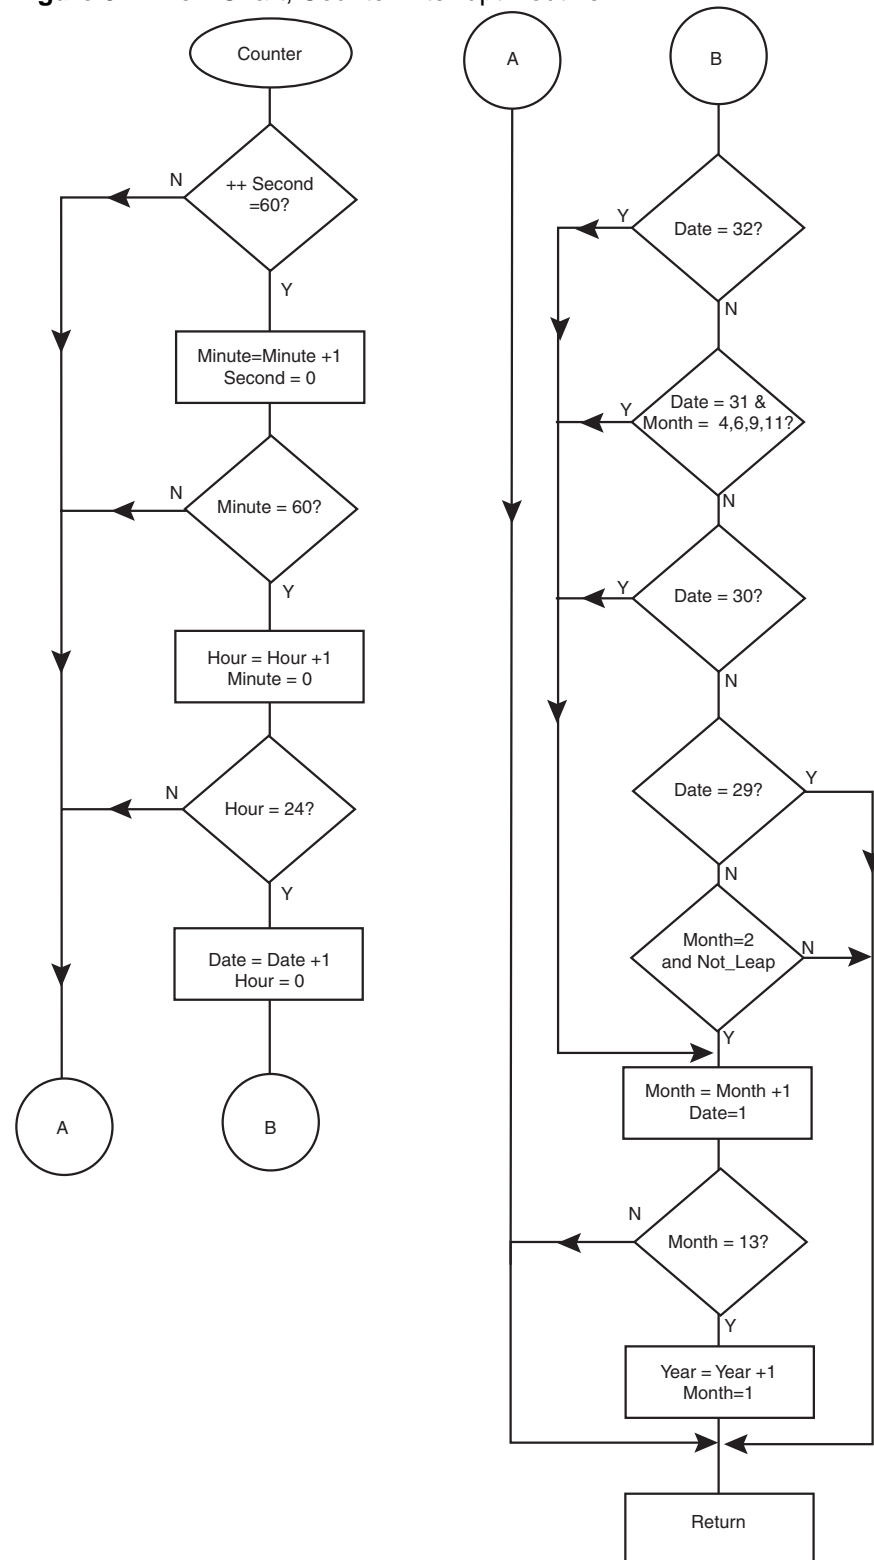 Counter
N
++ Second
=60?
Y
Minute=Minute +1
Second = 0
N
Minute = 60?
Y
Hour = Hour +1
Minute = 0
N
Hour = 24?
Y
Date = Date +1
Hour = 0
A
B
A
B
Y
Date = 32?
N
Y
Date = 31 &
Month = 4,6,9,11?
N
Y
Date = 30?
N
Date = 29?
Y
N
Month=2
and Not_Leap
N
Y
Month = Month +1
Date=1
N
Month = 13?
Y
Year = Year +1
Month=1
Return